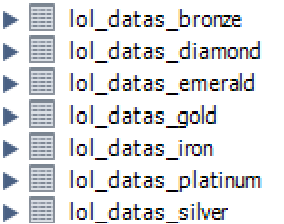 lol_datas_bronze
lol_datas_diamond
lol_datas_emerald
lol_datas_gold
lol_datas_iron
lol_datas_platinum
lol_datas_silver